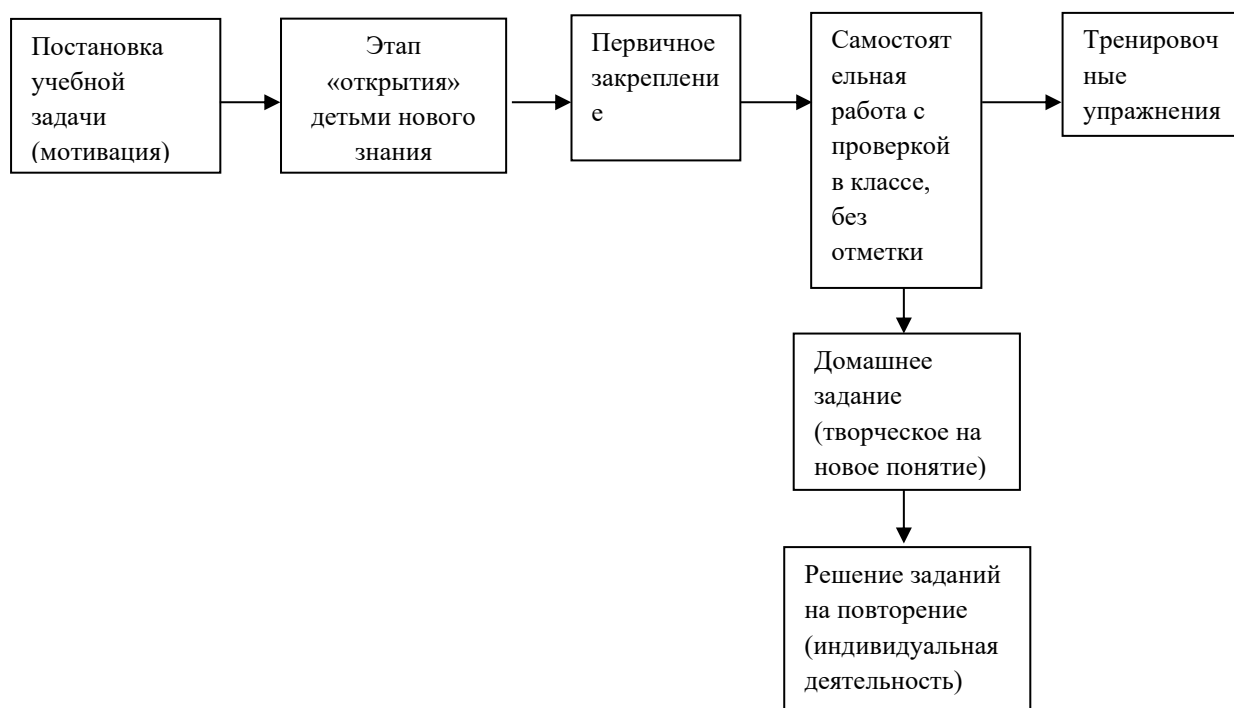 Постановка
учебной
задачи
(мотивация)
Этап
«открытия»
детьми нового
знания
Первичное
закреплени
е
Самостоят
ельная
работа с
проверкой
в классе,
без
отметки
Тренировоч
ные
упражнения
Домашнее
задание
(творческое на
новое понятие)
Решение заданий
на повторение
(индивидуальная
деятельность)